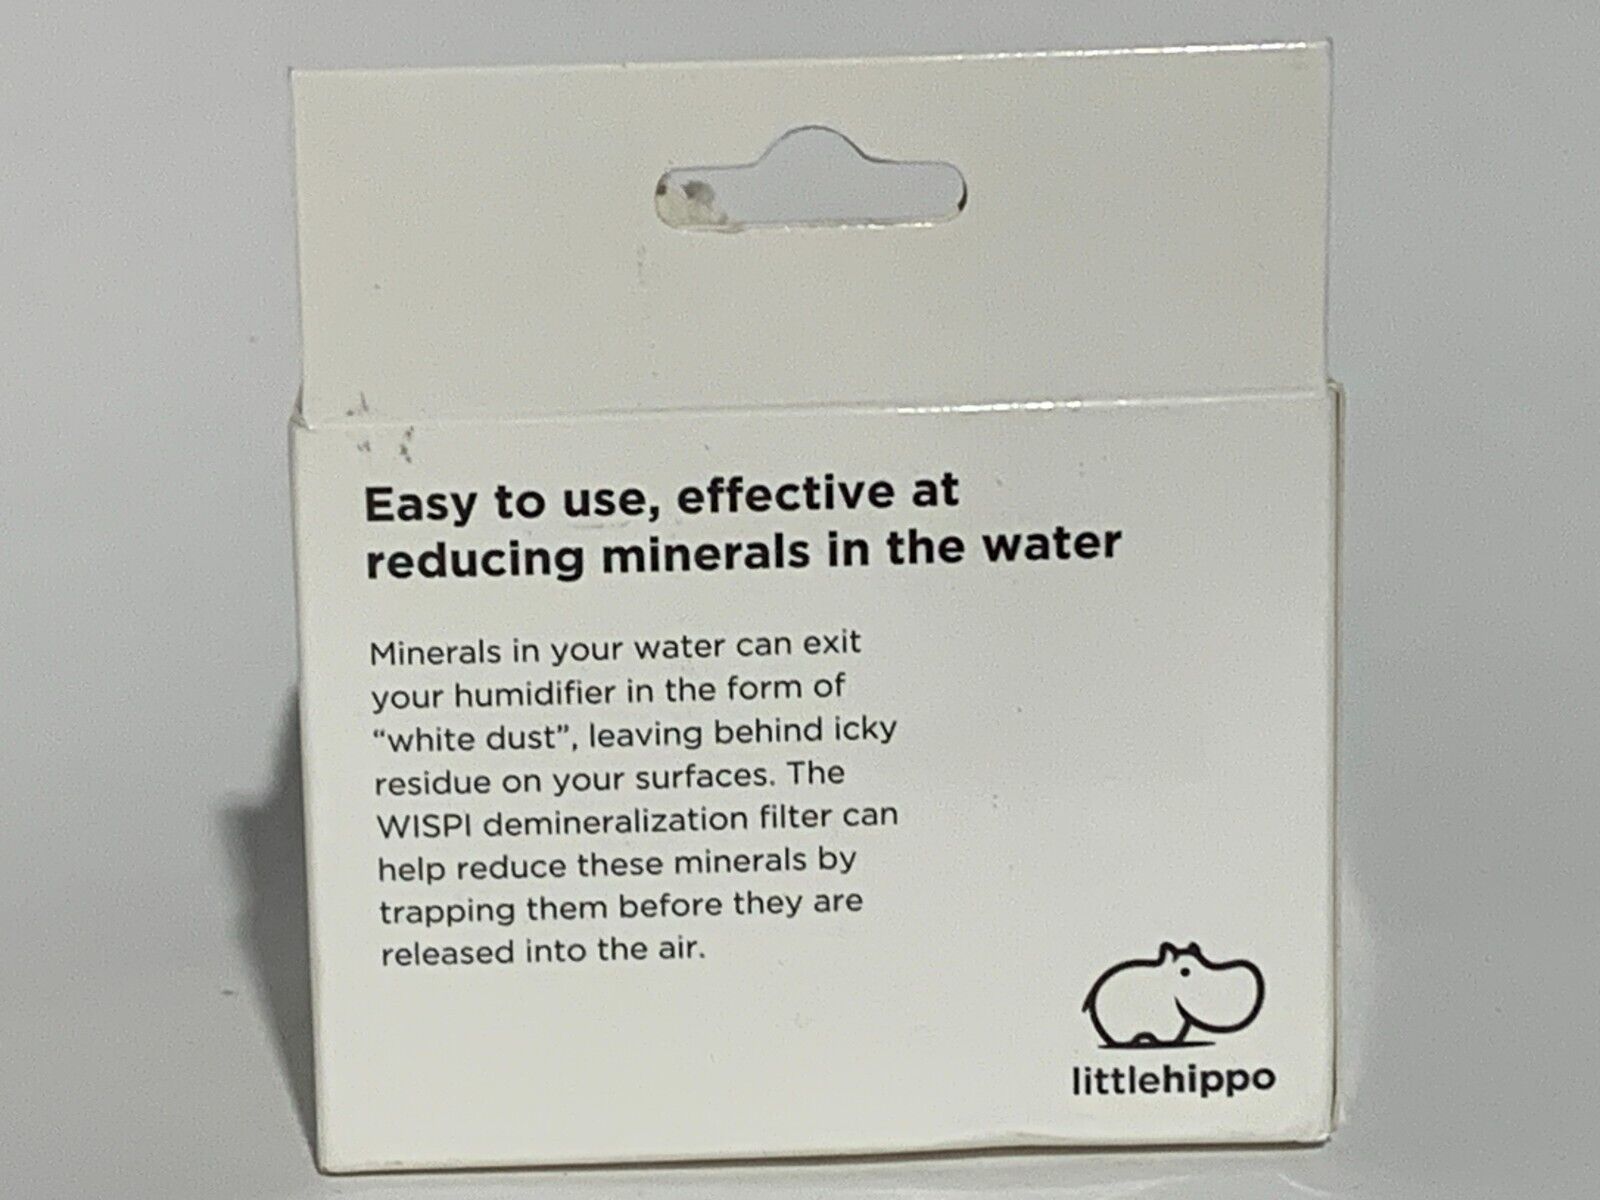 Easy to use, effective at
reducing minerals in the water
Minerals in your water can exit
your humidifier in the form of
“white dust”, leaving behind icky
residue on your surfaces. The
WISPI demineralization filter can
help reduce these minerals by
trapping them before they are
released into the air.
littlehippo